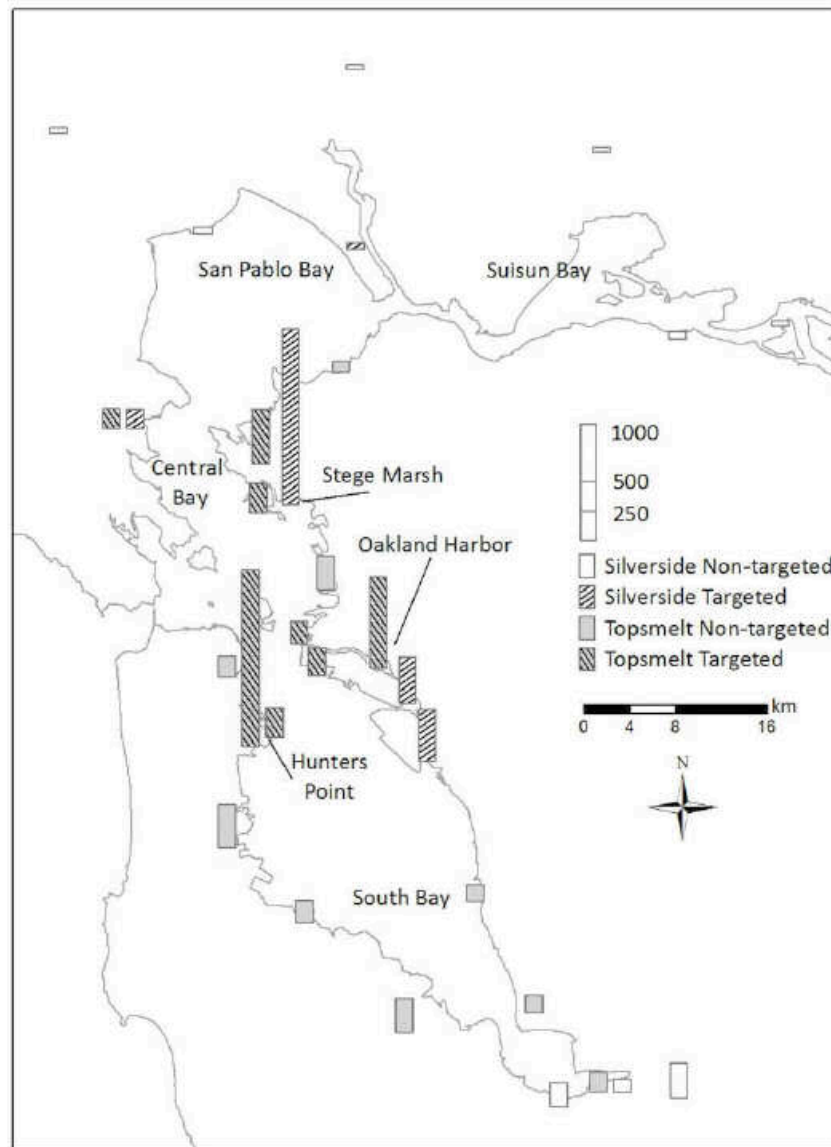 San Pablo Bay
Suisun Bay
Central
Bay
Stege Marsh
Oakland Harbor
1000
500
250
Silverside Non-targeted
Silverside Targeted
Topsmelt Non-targeted
Topsmelt Targeted
km
0 4 8 16
N
Hunters
Point
South Bay